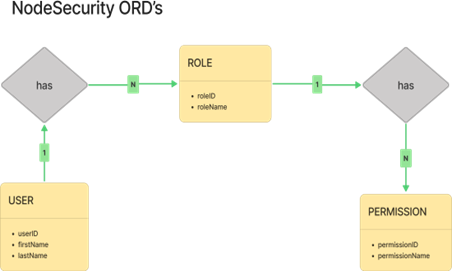 NodeSecurity ORD's
has
N
ROLE
• roleID
• roleName
1
has
1
N
USER
• userID
• firstName
• lastName
PERMISSION
• permissionID
• permissionName